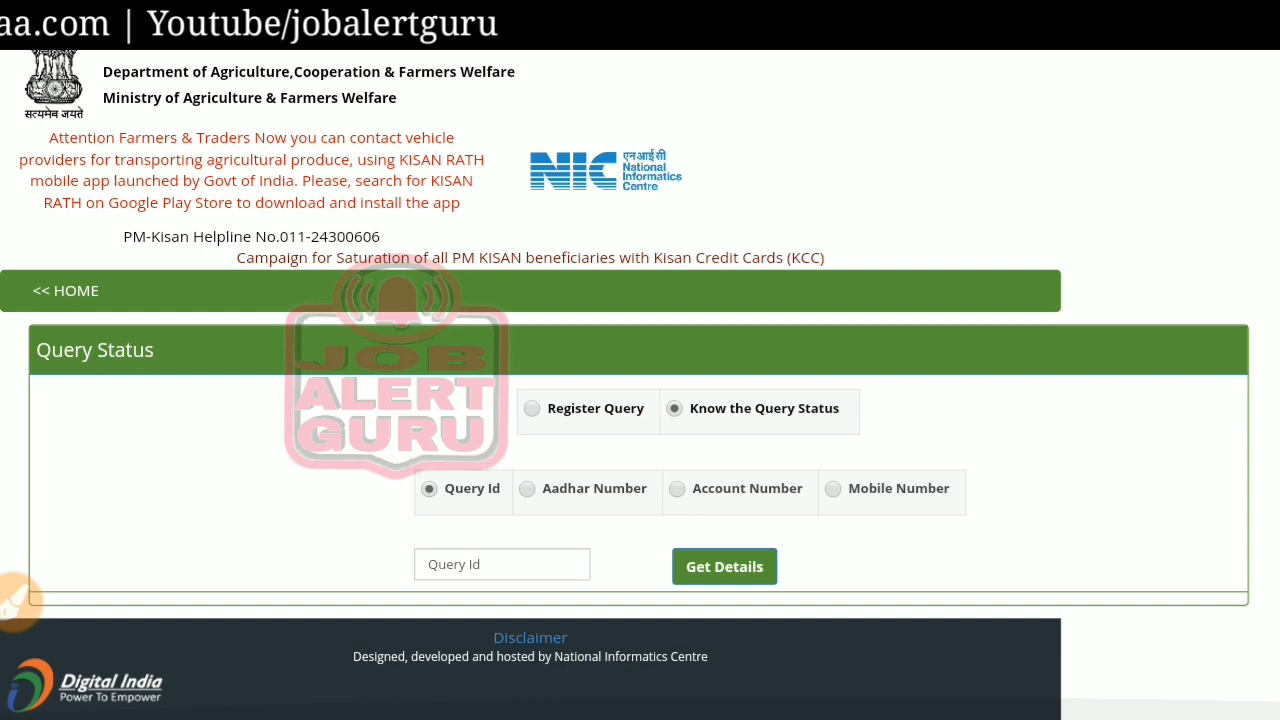 aa.com | Youtube/jobalertguru
Department of Agriculture,Cooperation & Farmers Welfare
Ministry of Agriculture & Farmers Welfare
सत्यमेव जयते
Attention Farmers & Traders Now you can contact vehicle
providers for transporting agricultural produce, using KISAN RATH
mobile app launched by Govt of India. Please, search for KISAN
RATH on Google Play Store to download and install the app
NIC
एनआईसी
National
Informatics
Centre
PM-Kisan Helpline No.011-24300606
Campaign for Saturation of all PM KISAN beneficiaries with Kisan Credit Cards (KCC)
<< HOME
Query Status
JOB
ALERT
GURU
Register Query Know the Query Status
Query Id Aadhar Number Account Number Mobile Number
Query Id Get Details
Disclaimer
Designed, developed and hosted by National Informatics Centre
Digital India
Power To Empower